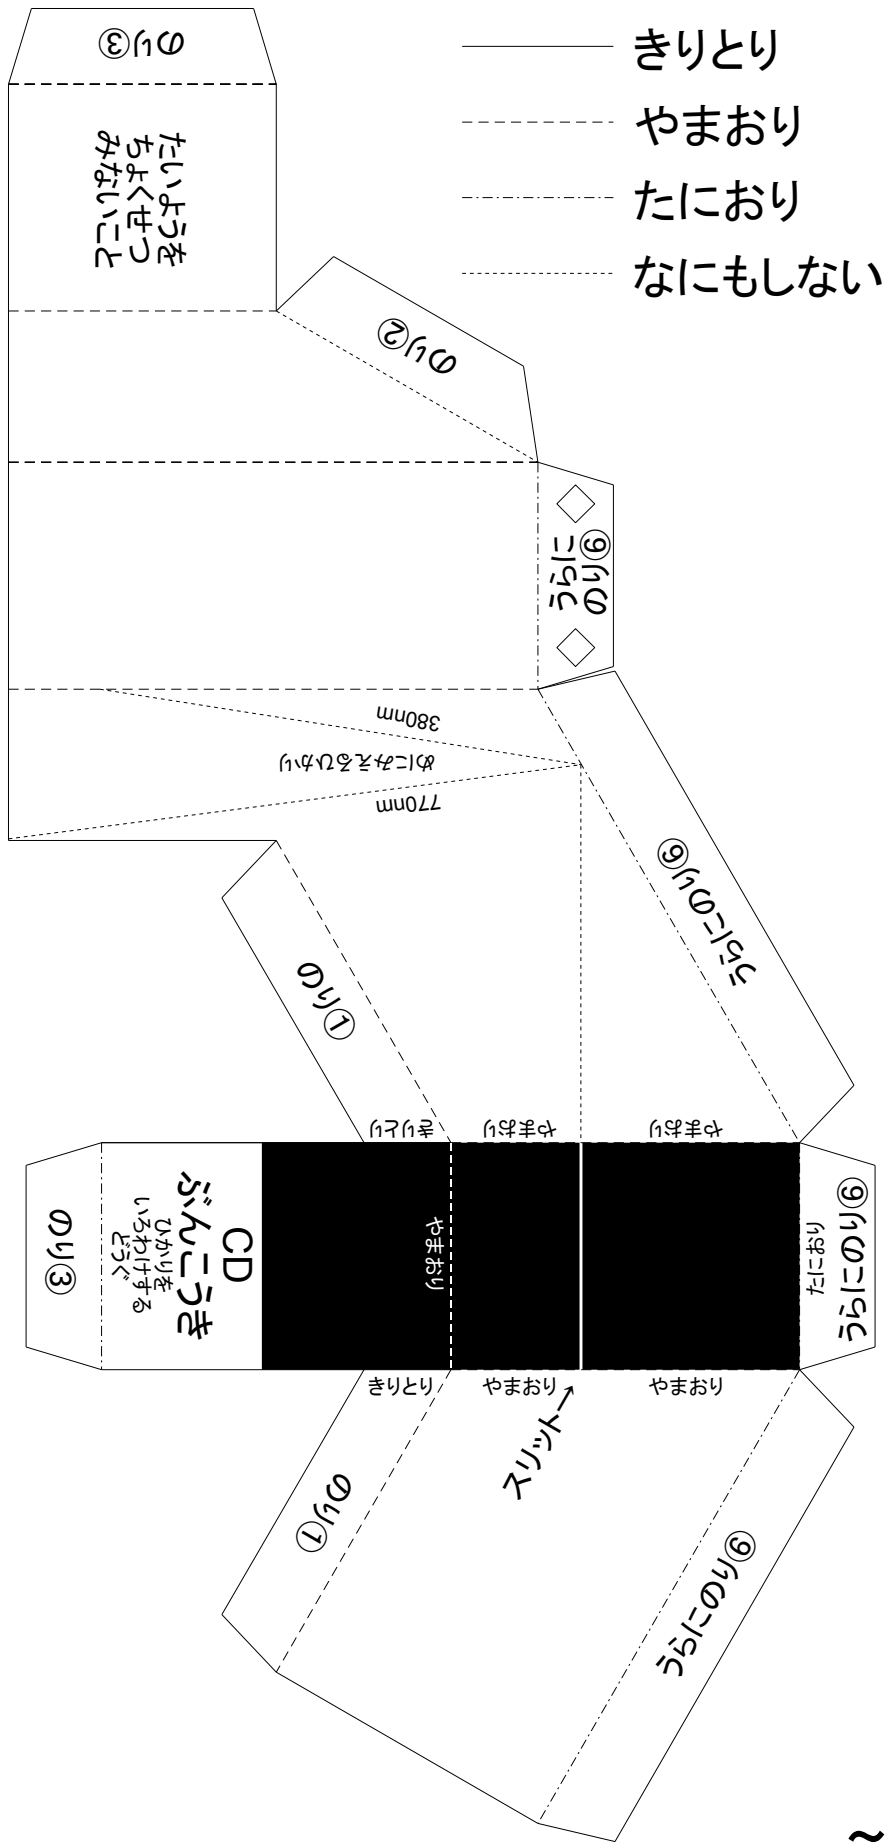 きりとり
やまおり
たにおり
なにもしない
のり③
たいようを
ちょくせつ
みないこと
のり②
うらに
のり⑨
380nm
めにみえるひかり
770nm
うらにのり⑨
のり①
きりとり
やまおり
やまおり
のり③
CD
ぶんこうき
ひかりを
いろわけする
どうぐ
やまおり
たにおり
うらにのり⑨
きりとり
やまおり
やまおり
スリット→
のり①
うらにのり⑨
~